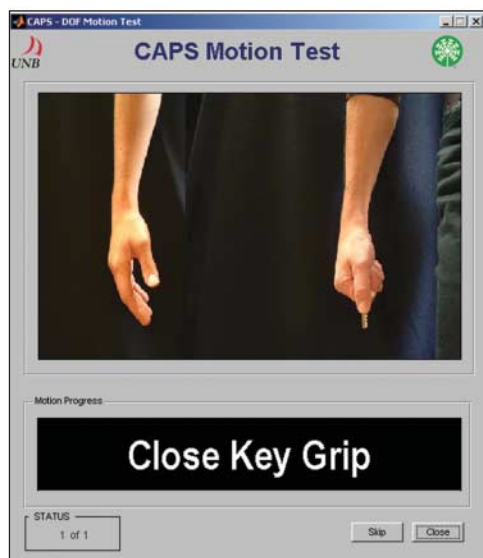 CAPS - DOF Motion Test
UNB
CAPS Motion Test
Motion Progress
Close Key Grip
STATUS
1 of 1
Skip
Close